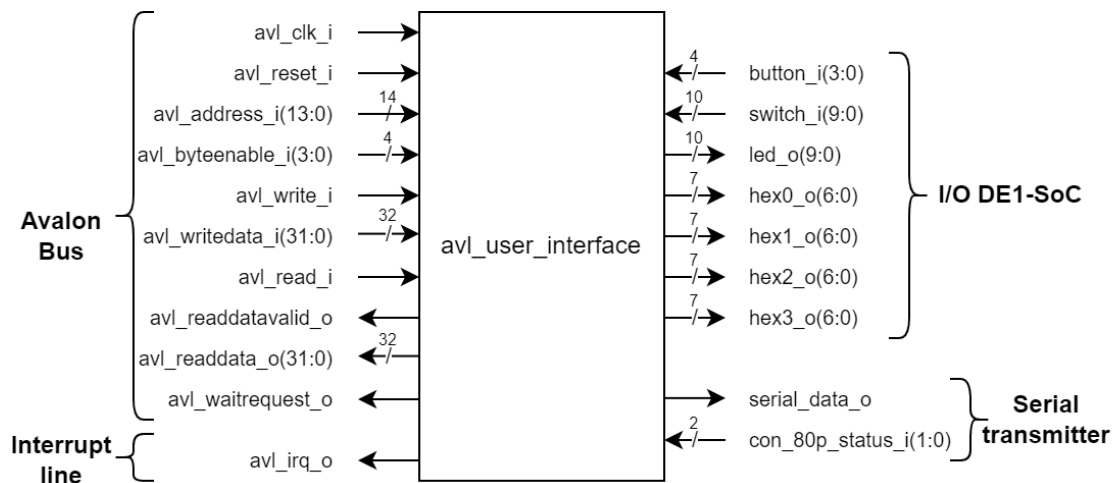 avl_clk_i
avl_reset_i
14
avl_address_i(13:0)
4
avl_byteenable_i(3:0)
avl_write_i
32
avl_writedata_i(31:0)
avl_read_i
avl_readdatavalid_o
32
avl_readdata_o(31:0)
avl_waitrequest_o
avl_irq_o
Avalon
Bus
Interrupt
line
avl_user_interface
4
button_i(3:0)
10
switch_i(9:0)
10
led_o(9:0)
7
hex0_o(6:0)
7
hex1_o(6:0)
7
hex2_o(6:0)
7
hex3_o(6:0)
serial_data_o
2
con_80p_status_i(1:0)
I/O DE1-SoC
Serial
transmitter